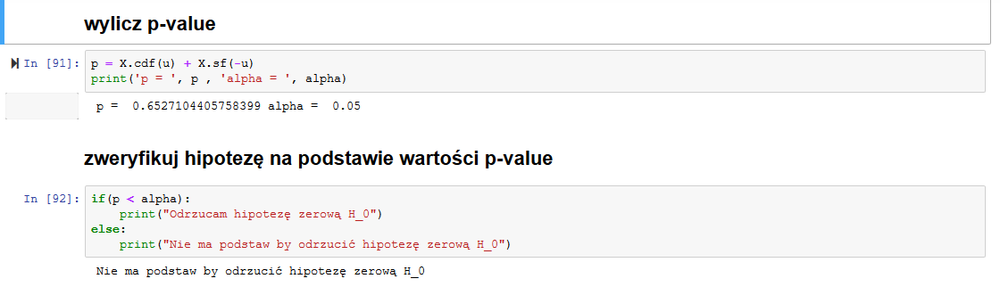 wylicz p-value
In [91]: p = X.cdf(u) + X.sf(-u)
print('p = ', p , 'alpha = ', alpha)
p =  0.6527104405758399 alpha =  0.05
zweryfikuj hipotezę na podstawie wartości p-value
In [92]: if(p < alpha):
    print("Odrzucam hipotezę zerową H_0")
else:
    print("Nie ma podstaw by odrzucić hipotezę zerową H_0")
Nie ma podstaw by odrzucić hipotezę zerową H_0